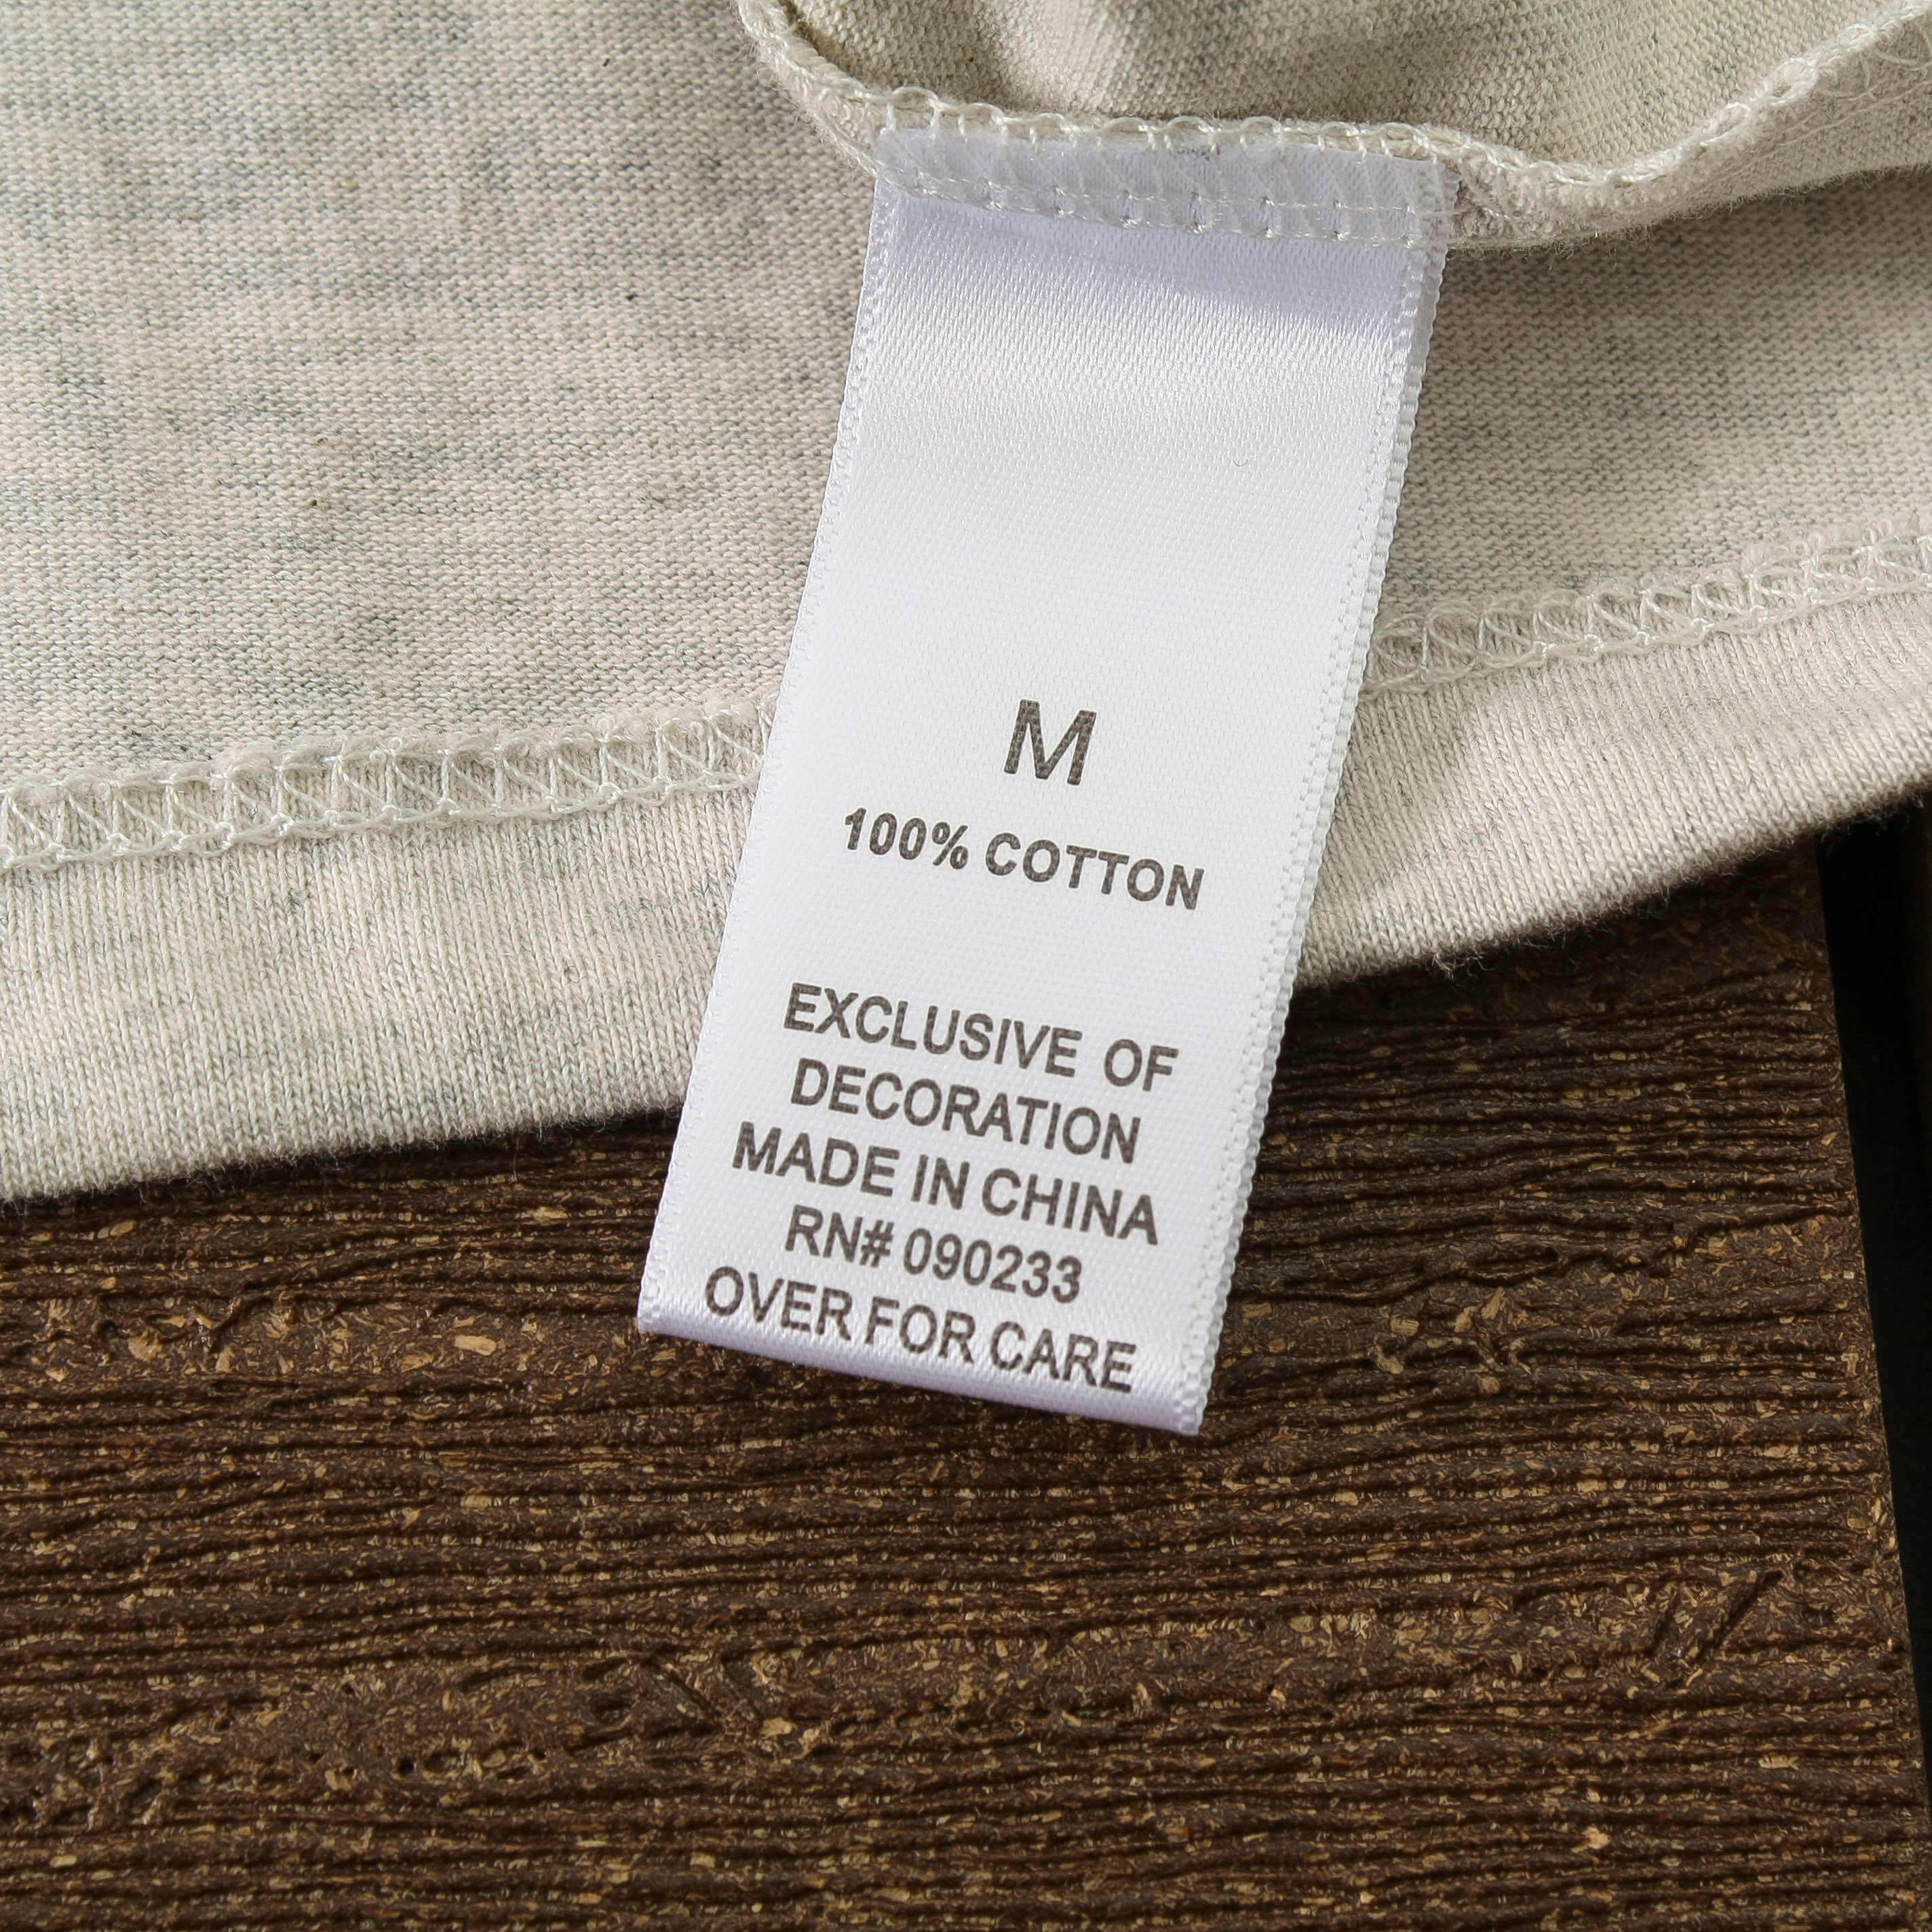 M
100% COTTON
EXCLUSIVE OF
DECORATION
MADE IN CHINA
RN# 090233
OVER FOR CARE